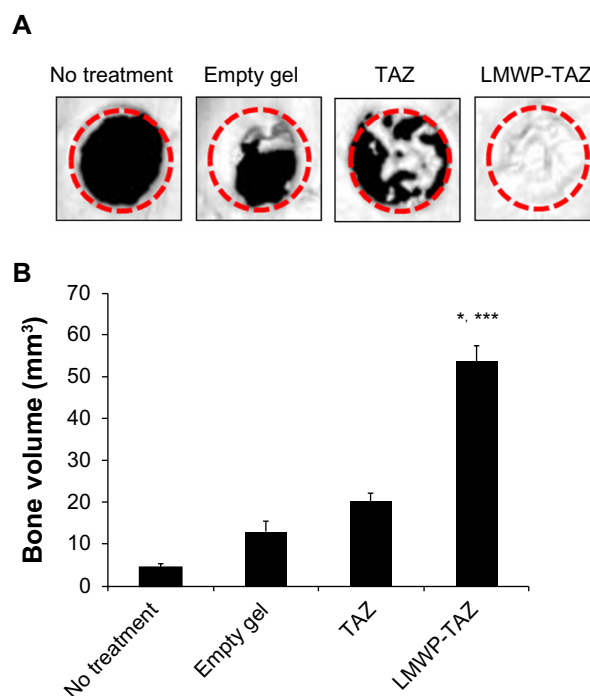 A
No treatment Empty gel TAZ LMWP-TAZ
B
Bone volume (mm³)
70
60
50
40
30
20
10
0
*, ***
No treatment
Empty gel
TAZ
LMWP-TAZ